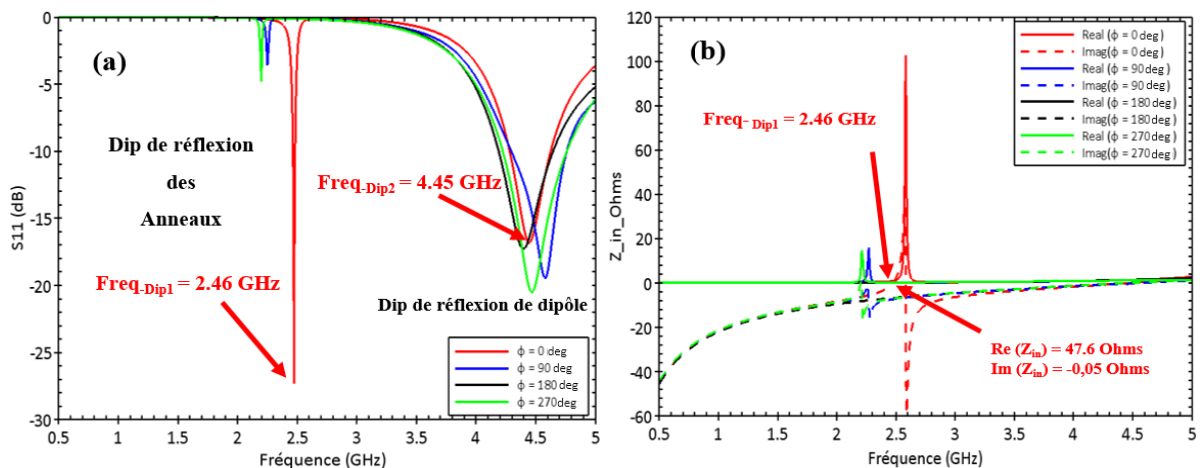 (a)
Dip de réflexion
des
Anneaux
Freq-Dip1 = 2.46 GHz
Freq-Dip2 = 4.45 GHz
Dip de réflexion de dipôle
ϕ = 0 deg
ϕ = 90 deg
ϕ = 180 deg
ϕ = 270deg
S11 (dB)
0
-5
-10
-15
-20
-25
-30
0.5
1
1.5
2
2.5
3
3.5
4
4.5
5
Fréquence (GHz)
(b)
Real (ϕ = 0 deg)
Imag(ϕ = 0 deg)
Real (ϕ = 90 deg)
Imag(ϕ = 90 deg)
Real (ϕ = 180 deg)
Imag(ϕ = 180 deg)
Real (ϕ = 270 deg)
Imag(ϕ = 270 deg)
Freq- Dip1 = 2.46 GHz
Re (Zin) = 47.6 Ohms
Im (Zin) = -0,05 Ohms
Z_in_Ohms
120
100
80
60
40
20
0
-20
-40
-60
0.5
1
1.5
2
2.5
3
3.5
4
4.5
5
Fréquence (GHz)